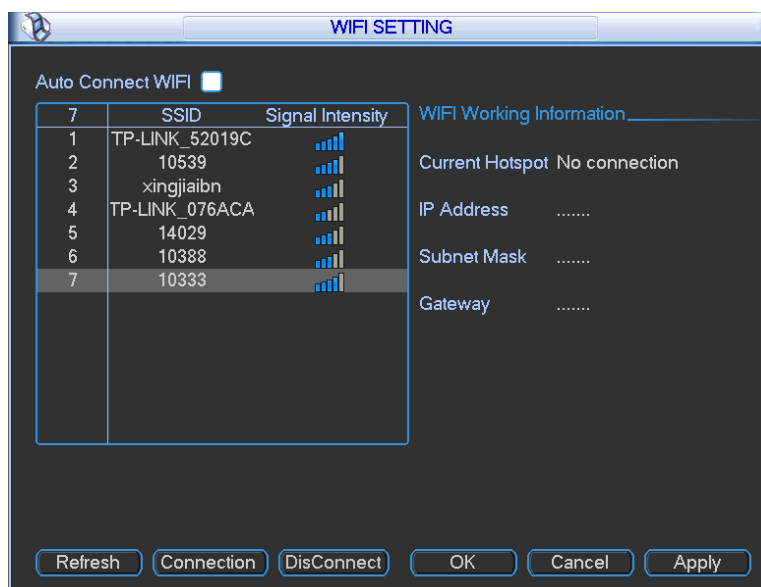 WIFI SETTING
Auto Connect WIFI
7 SSID Signal Intensity
1 TP-LINK_52019C
2 10539
3 xingjiaibn
4 TP-LINK_076ACA
5 14029
6 10388
7 10333
WIFI Working Information
Current Hotspot No connection
IP Address .......
Subnet Mask .......
Gateway .......
Refresh Connection DisConnect OK Cancel Apply